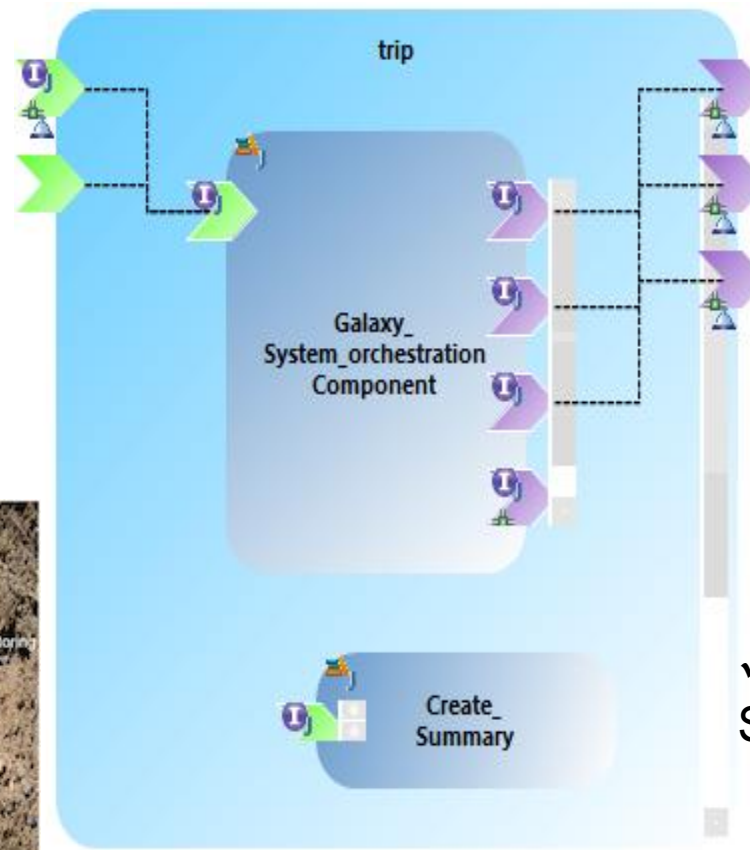 trip
Galaxy_
System_orchestration
Component
Create_
Summary